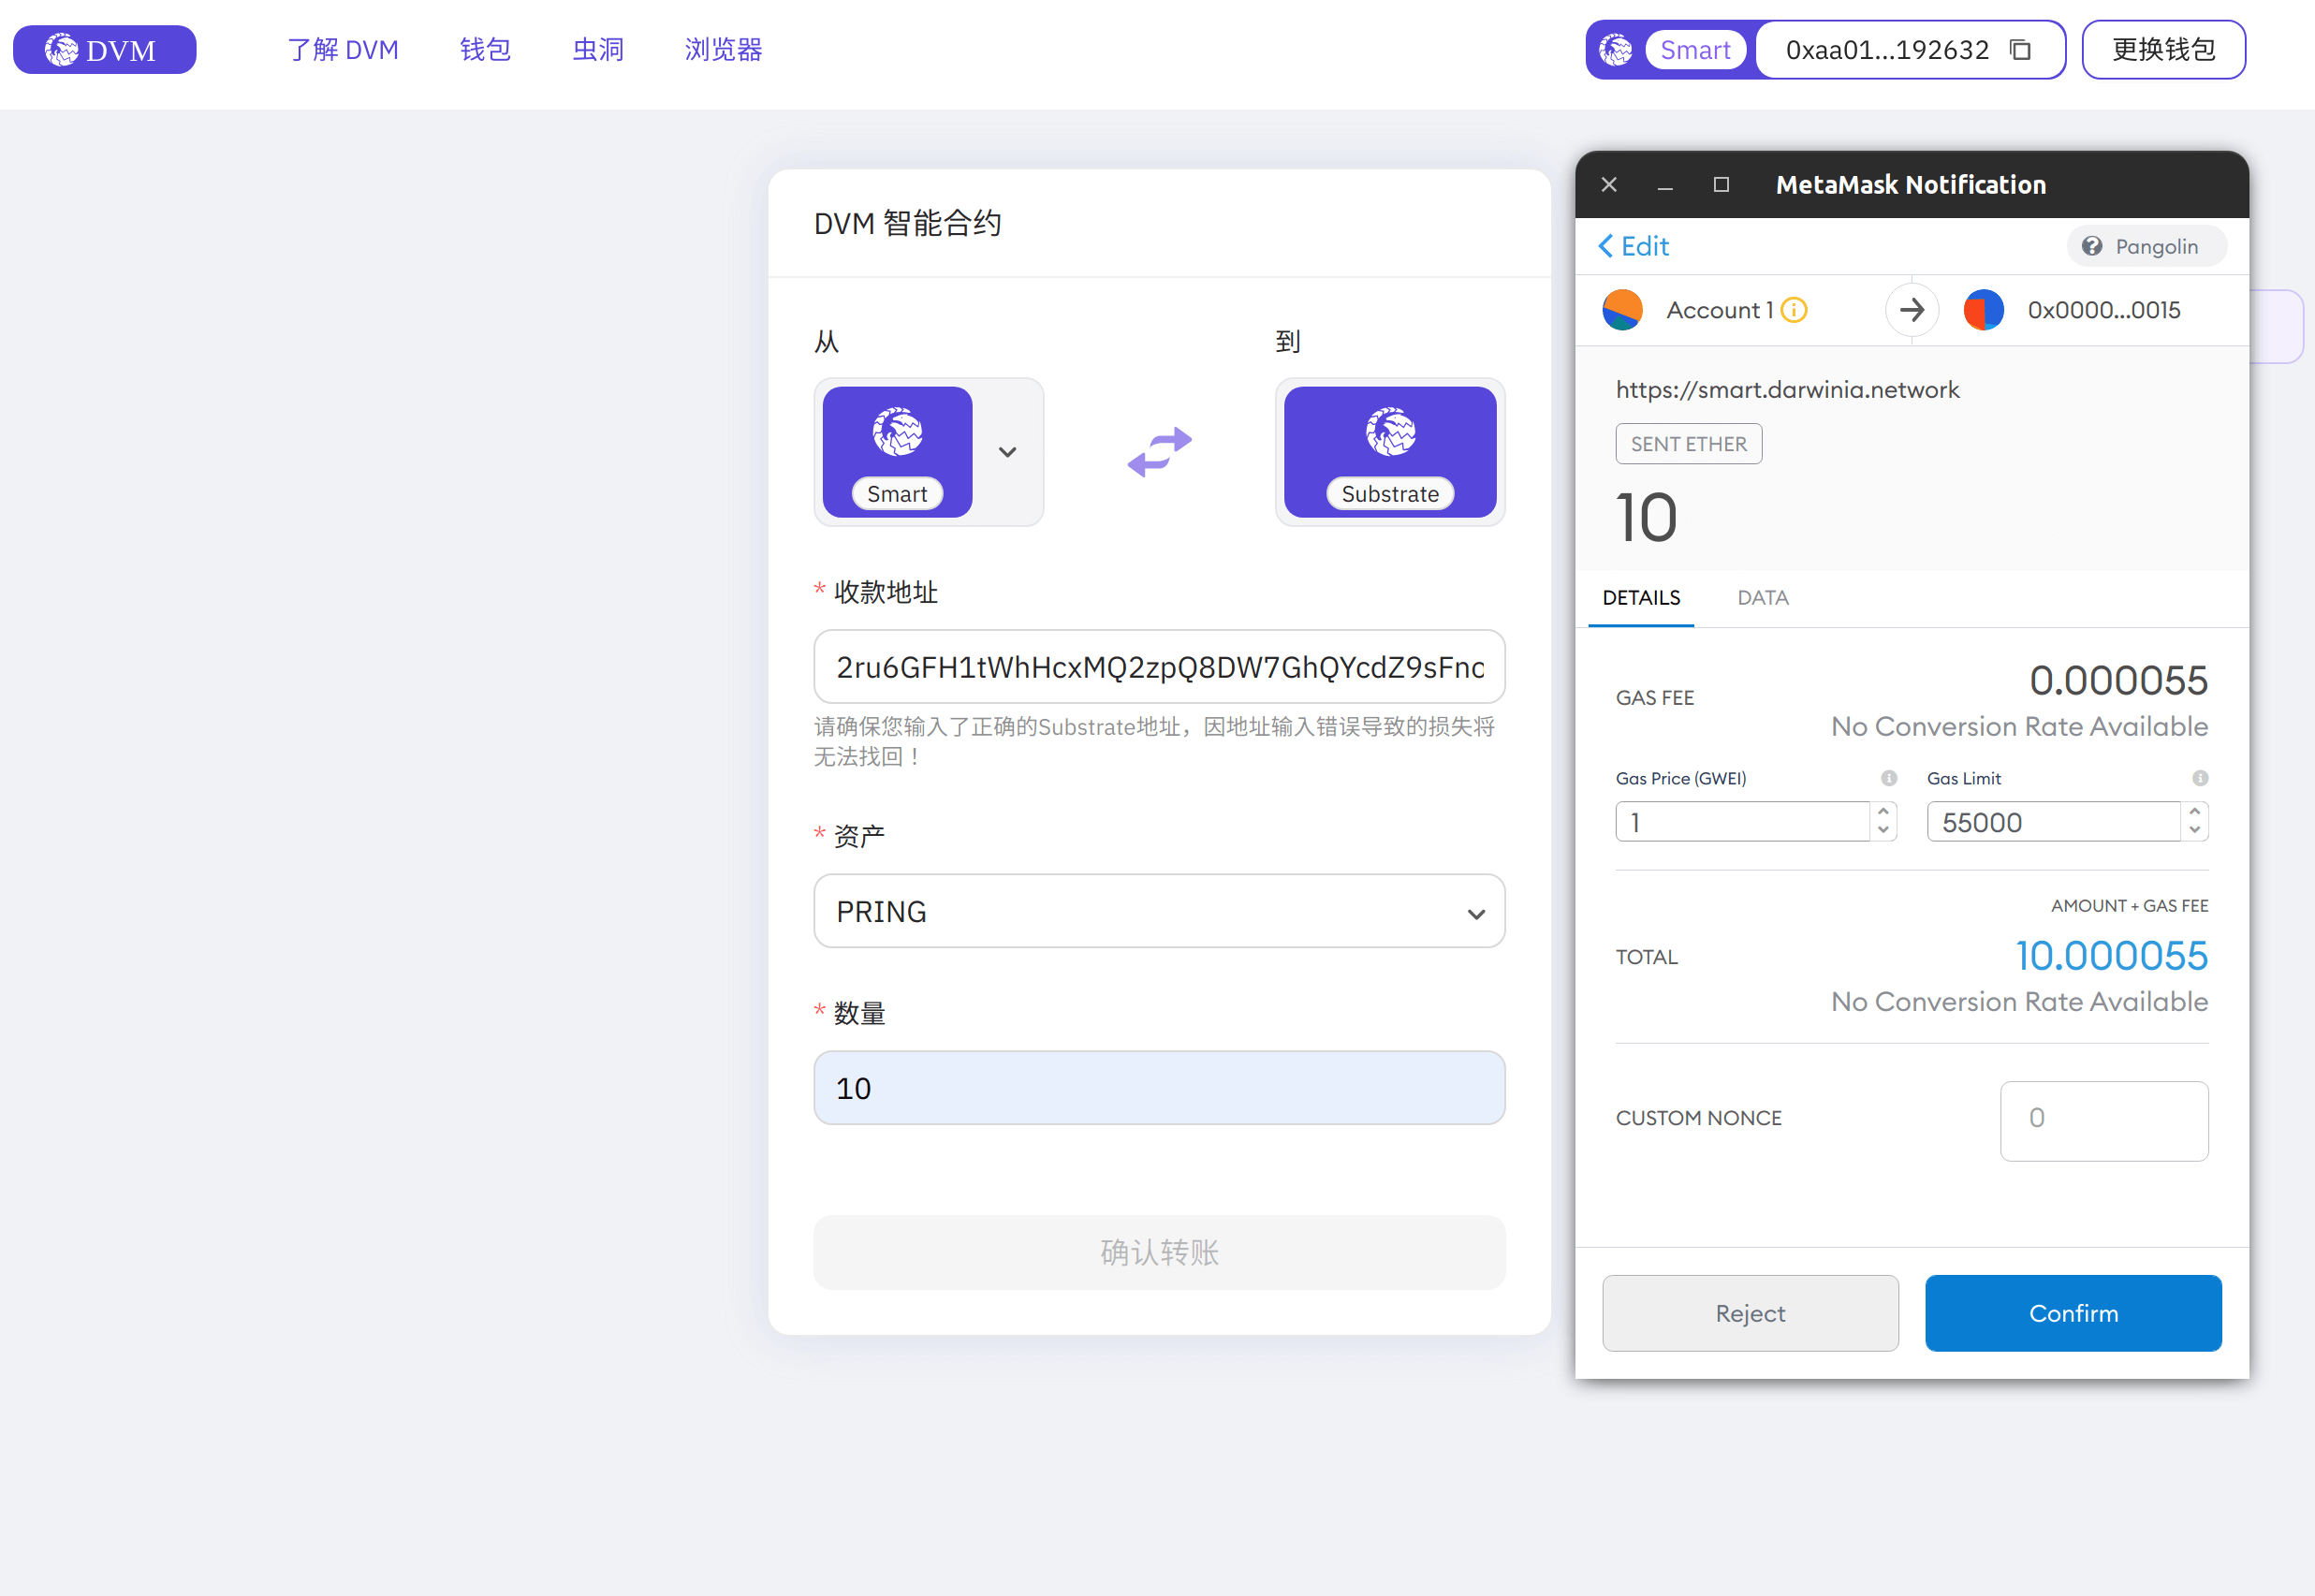 DVM
了解 DVM
钱包
虫洞
浏览器
Smart
0xaa01...192632
更换钱包
DVM 智能合约
从
到
Smart
Substrate
* 收款地址
2ru6GFH1tWhHcxMQ2zpQ8DW7GhQYcdZ9sFnc
请确保您输入了正确的Substrate地址，因地址输入错误导致的损失将
无法找回！
* 资产
PRING
* 数量
10
确认转账
MetaMask Notification
Edit
Pangolin
Account 1
0x0000...0015
https://smart.darwinia.network
SENT ETHER
10
DETAILS
DATA
GAS FEE
0.000055
No Conversion Rate Available
Gas Price (GWEI)
Gas Limit
1
55000
AMOUNT + GAS FEE
TOTAL
10.000055
No Conversion Rate Available
CUSTOM NONCE
0
Reject
Confirm